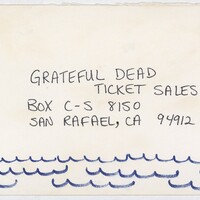 GRATEFUL DEAD
TICKET SALES
BOX C-S 8150
SAN RAFAEL, CA 94912